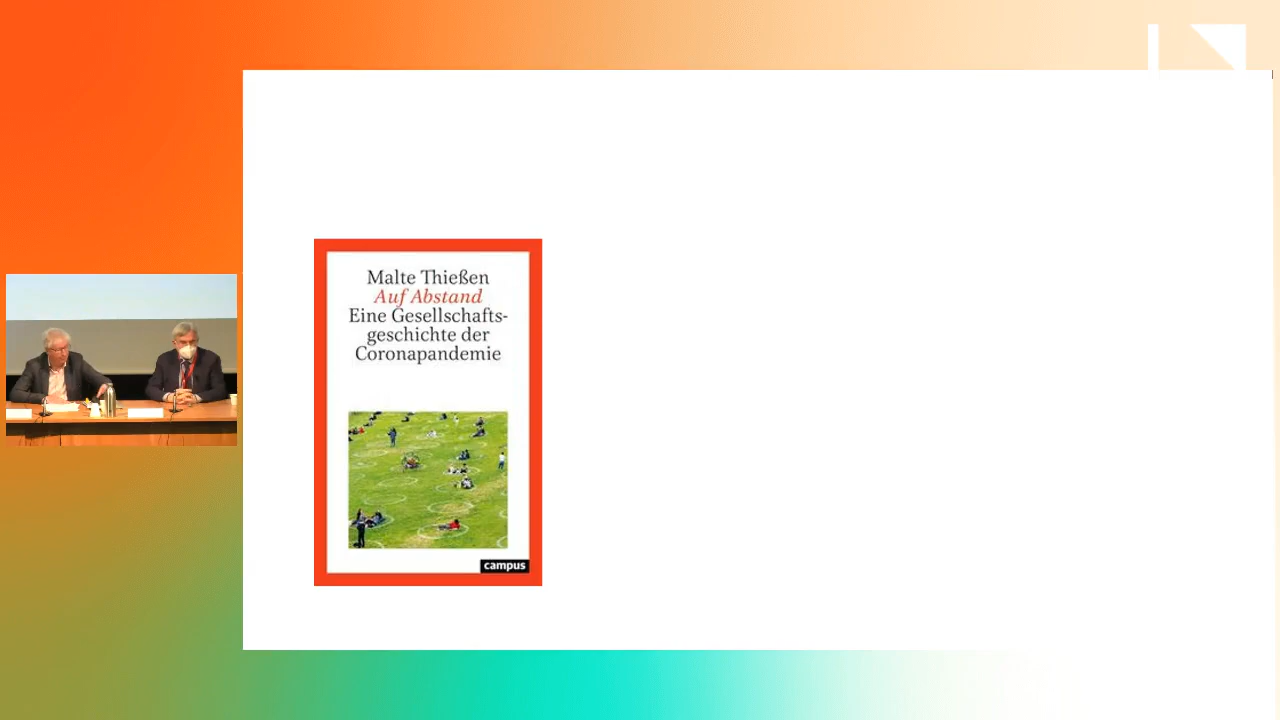 Malte Thießen
Auf Abstand
Eine Gesellschafts-
geschichte der
Coronapandemie
campus